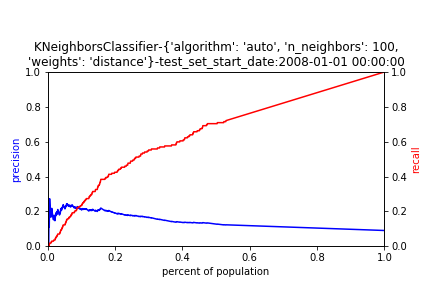 KNeighborsClassifier-{'algorithm': 'auto', 'n_neighbors': 100,
'weights': 'distance'}-test_set_start_date:2008-01-01 00:00:00
1.0
0.8
0.6
0.4
0.2
0.0
precision
1.0
0.8
0.6
0.4
0.2
0.0
recall
0.0 0.2 0.4 0.6 0.8 1.0
percent of population